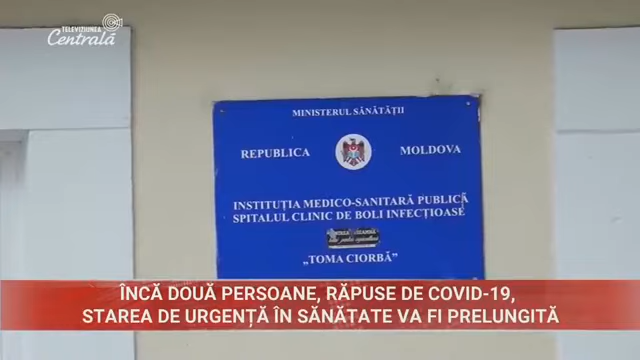 TELEVIZIUNEA
Centrală
MINISTERUL SĂNĂTĂȚII
REPUBLICA MOLDOVA
INSTITUȚIA MEDICO-SANITARĂ PUBLICĂ
SPITALUL CLINIC DE BOLI INFECȚIOASE
„TOMA CIORBĂ”
ÎNCĂ DOUĂ PERSOANE, RĂPUSE DE COVID-19,
STAREA DE URGENȚĂ ÎN SĂNĂTATE VA FI PRELUNGITĂ